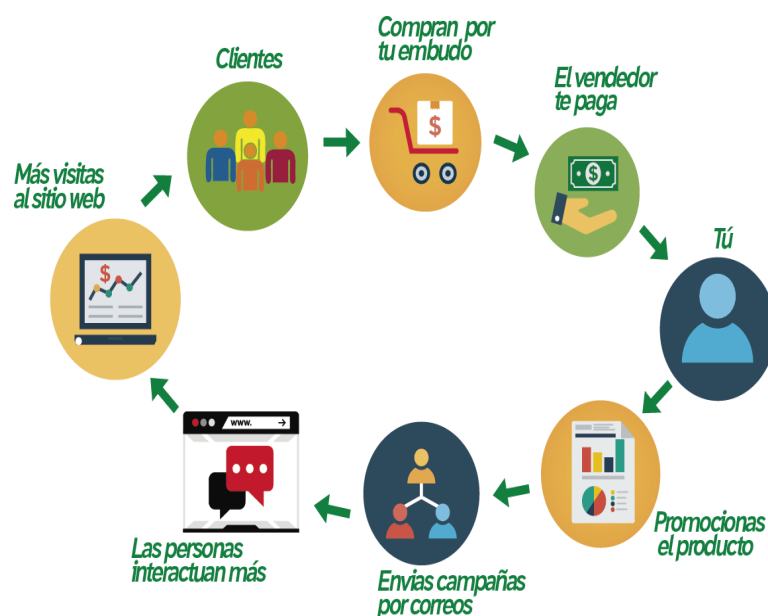 Clientes
Compran por
tu embudo
$
El vendedor
te paga
$
Tú
Promocionas
el producto
Envias campañas
por correos
www.
Las personas
interactuan más
Más visitas
al sitio web
$